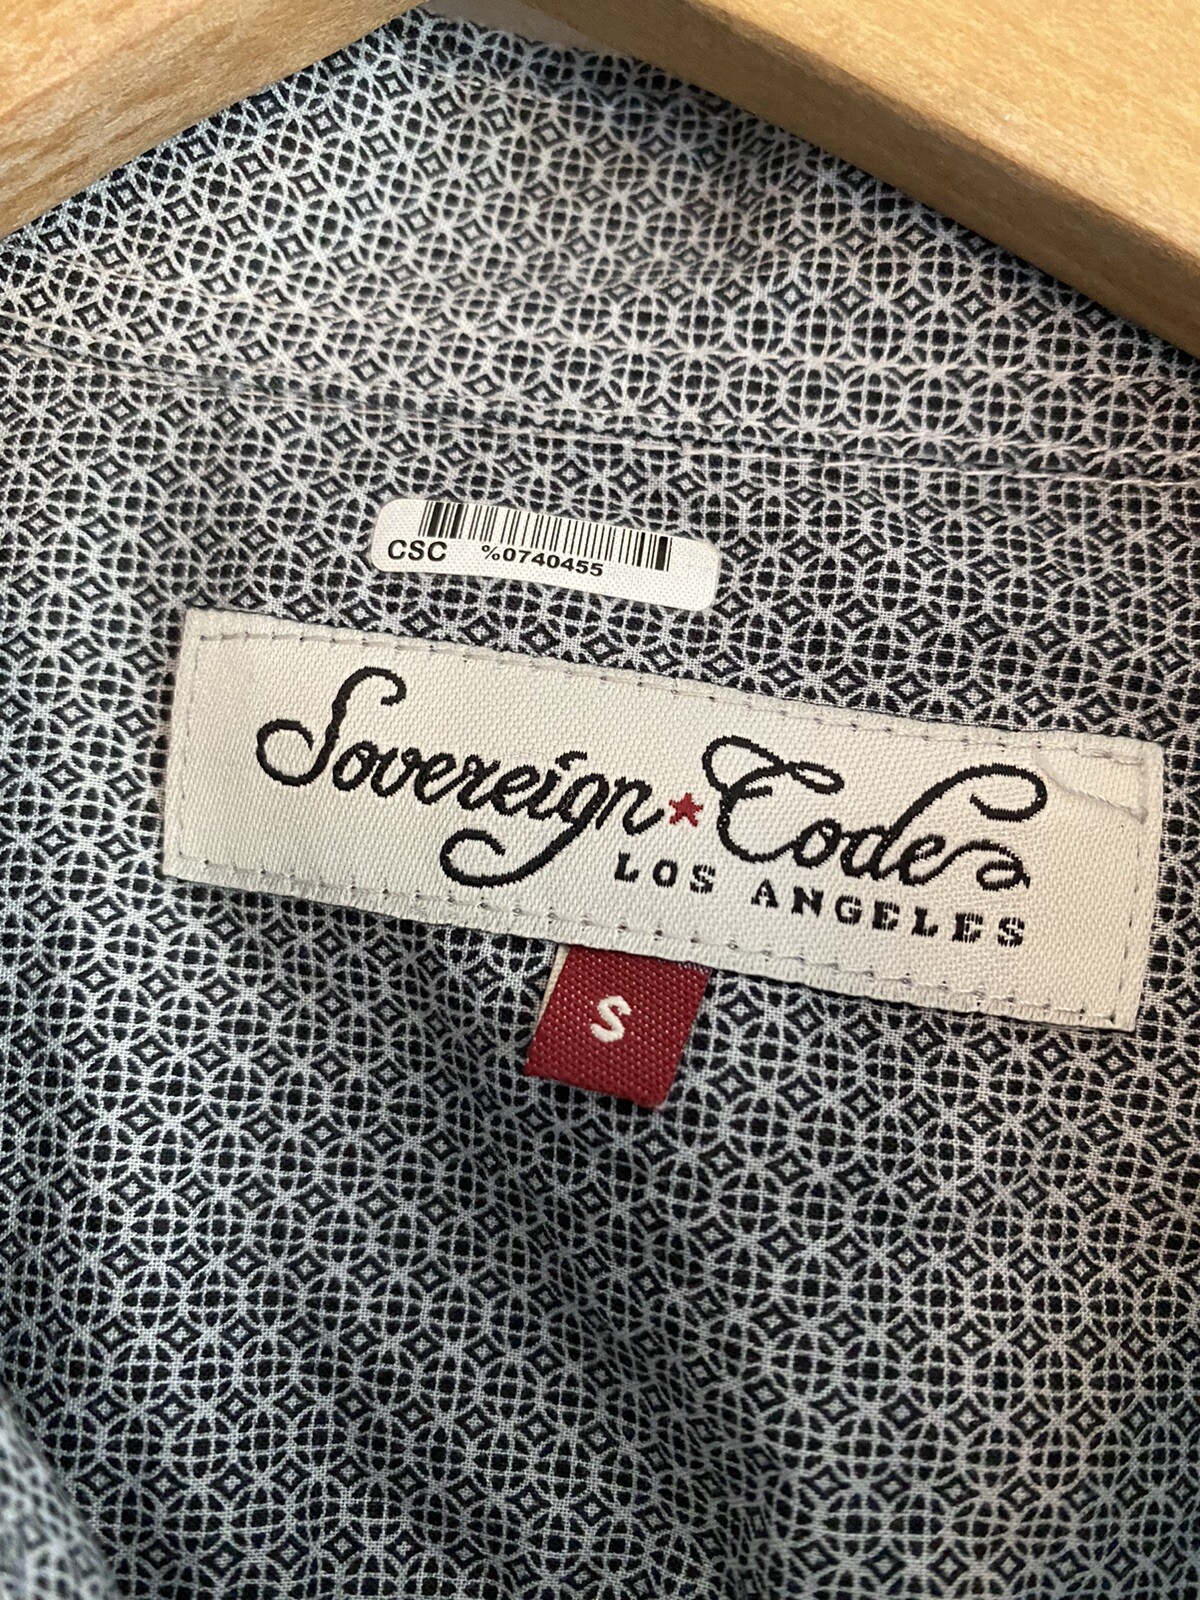 CSC %0740455
Sovereign★Code
LOS ANGELES
S